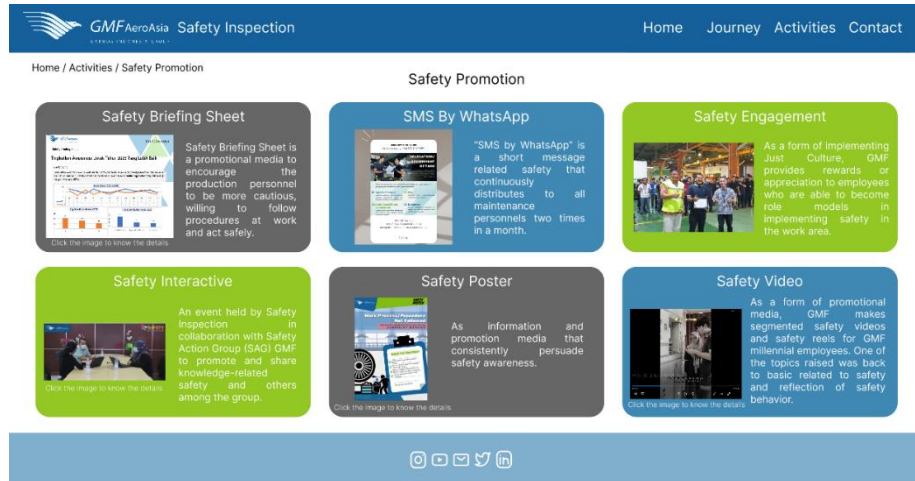 GMF AeroAsia Safety Inspection
Home Journey Activities Contact
Home / Activities / Safety Promotion
Safety Promotion
Safety Briefing Sheet
Safety Briefing Sheet is
a promotional media to
encourage the
production personnel
to be more cautious,
willing to follow
procedures at work
and act safely.
Click the image to know the details
SMS By WhatsApp
"SMS by WhatsApp" is
a short message
related safety that
continuously
distributes to all
maintenance
personnels two times
in a month.
Safety Engagement
As a form of implementing
Just Culture, GMF
provides rewards or
appreciation to employees
who are able to become
role models in
implementing safety in
the work area.
Safety Interactive
An event held by Safety
Inspection in
collaboration with Safety
Action Group (SAG) GMF
to promote and share
knowledge-related
safety and others
among the group.
Click the image to know the details
Safety Poster
Work Process/Procedure
Not Followed
As information and
promotion media that
consistently persuade
safety awareness.
Click the image to know the details
Safety Video
As a form of promotional
media, GMF makes
segmented safety videos
and safety reels for GMF
millennial employees. One of
the topics raised was back
to basic related to safety
and reflection of safety
behavior.
Click the image to know the details